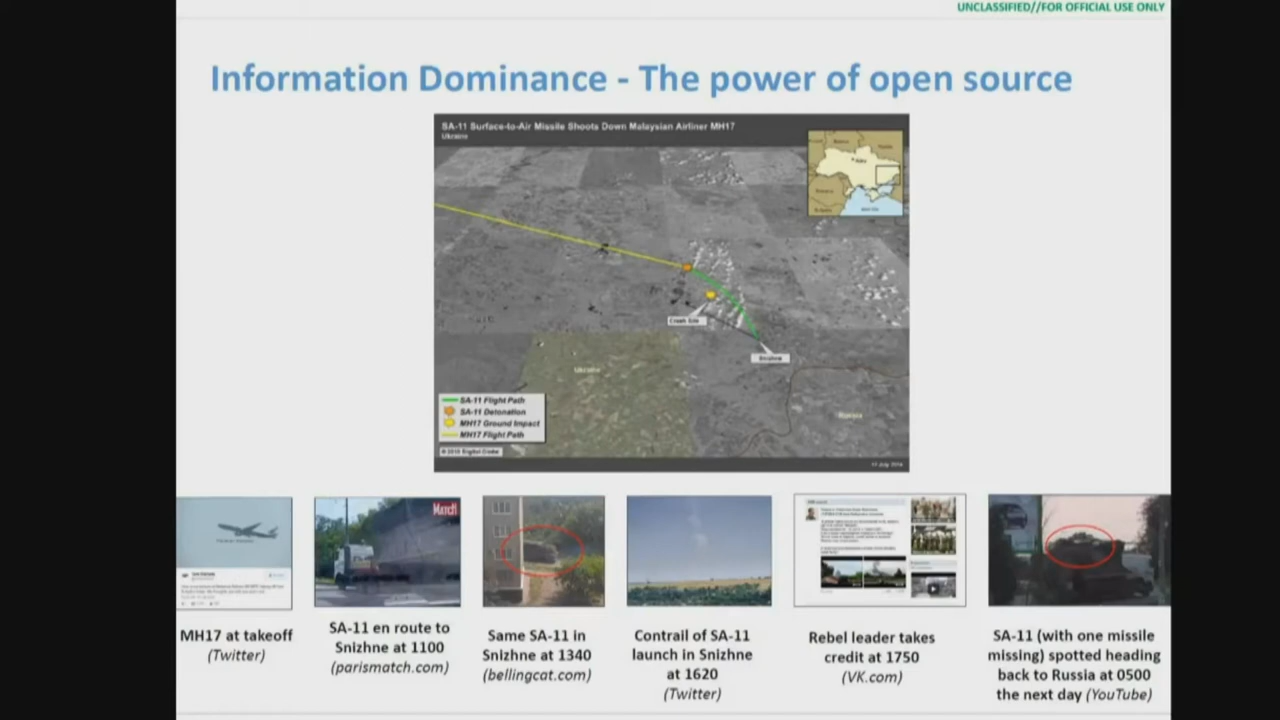 UNCLASSIFIED//FOR OFFICIAL USE ONLY
Information Dominance - The power of open source
SA-11 Surface-to-Air Missile Shoots Down Malaysian Airliner MH17
Ukraine
Crash Site
Snizhne
Ukraine
Russia
SA-11 Flight Path
SA-11 Detonation
MH17 Ground Impact
MH17 Flight Path
MATCH
MH17 at takeoff
(Twitter)
SA-11 en route to
Snizhne at 1100
(parismatch.com)
Same SA-11 in
Snizhne at 1340
(bellingcat.com)
Contrail of SA-11
launch in Snizhne
at 1620
(Twitter)
Rebel leader takes
credit at 1750
(VK.com)
SA-11 (with one missile
missing) spotted heading
back to Russia at 0500
the next day (YouTube)